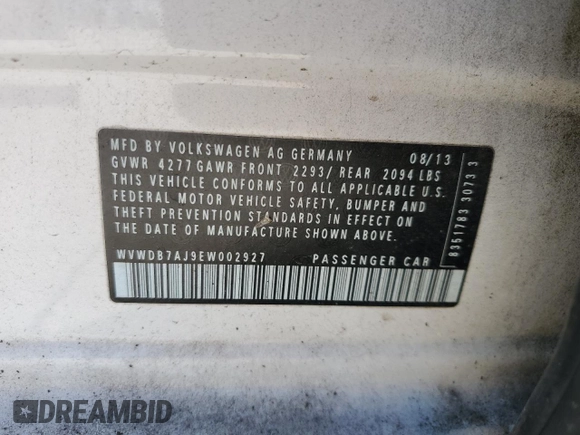 MFD BY VOLKSWAGEN AG GERMANY 08/13
GVWR 4277 GAWR FRONT 2293/ REAR 2094 LBS
THIS VEHICLE CONFORMS TO ALL APPLICABLE U.S.
FEDERAL MOTOR VEHICLE SAFETY, BUMPER AND
THEFT PREVENTION STANDARDS IN EFFECT ON
THE DATE OF MANUFACTURE SHOWN ABOVE.
WVWDB7AJ9EW002927 PASSENGER CAR
8351783 3073 3
DREAMBID